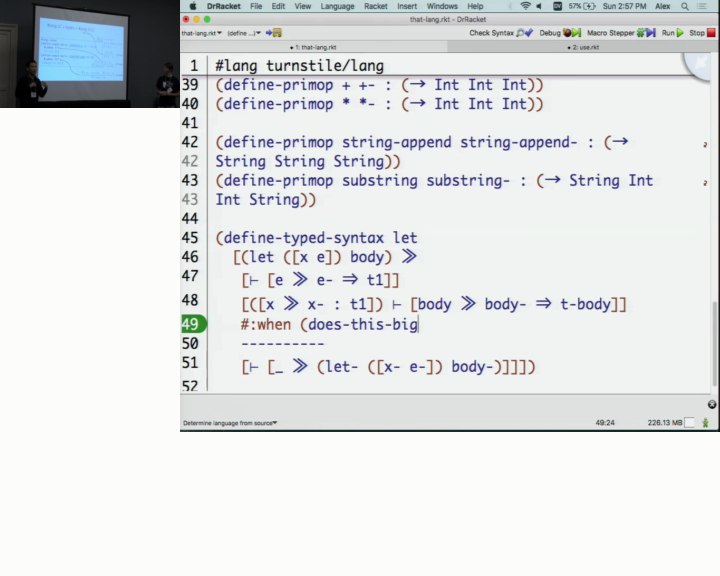 DrRacket File Edit View Language Racket Insert Windows Help 57% Sun 2:57 PM Alex
that-lang.rkt - DrRacket
that-lang.rkt▾ (define ...)▾ Check Syntax Debug Macro Stepper Run Stop
• 1: that-lang.rkt • 2: use.rkt
1 #lang turnstile/lang
39 (define-primop + +- : (→ Int Int Int))
40 (define-primop * *- : (→ Int Int Int))
41
42 (define-primop string-append string-append- : (→
42 String String String))
43 (define-primop substring substring- : (→ String Int
43 Int String))
44
45 (define-typed-syntax let
46 [(let ([x e]) body) ≫
47 [⊢ [e ≫ e- ⇒ t1]]
48 [([x ≫ x- : t1]) ⊢ [body ≫ body- ⇒ t-body]]
49 #:when (does-this-big
50 ----------
51 [⊢ [_ ≫ (let- ([x- e-]) body-)]]])
52
Determine language from source▾ 49:24 226.13 MB